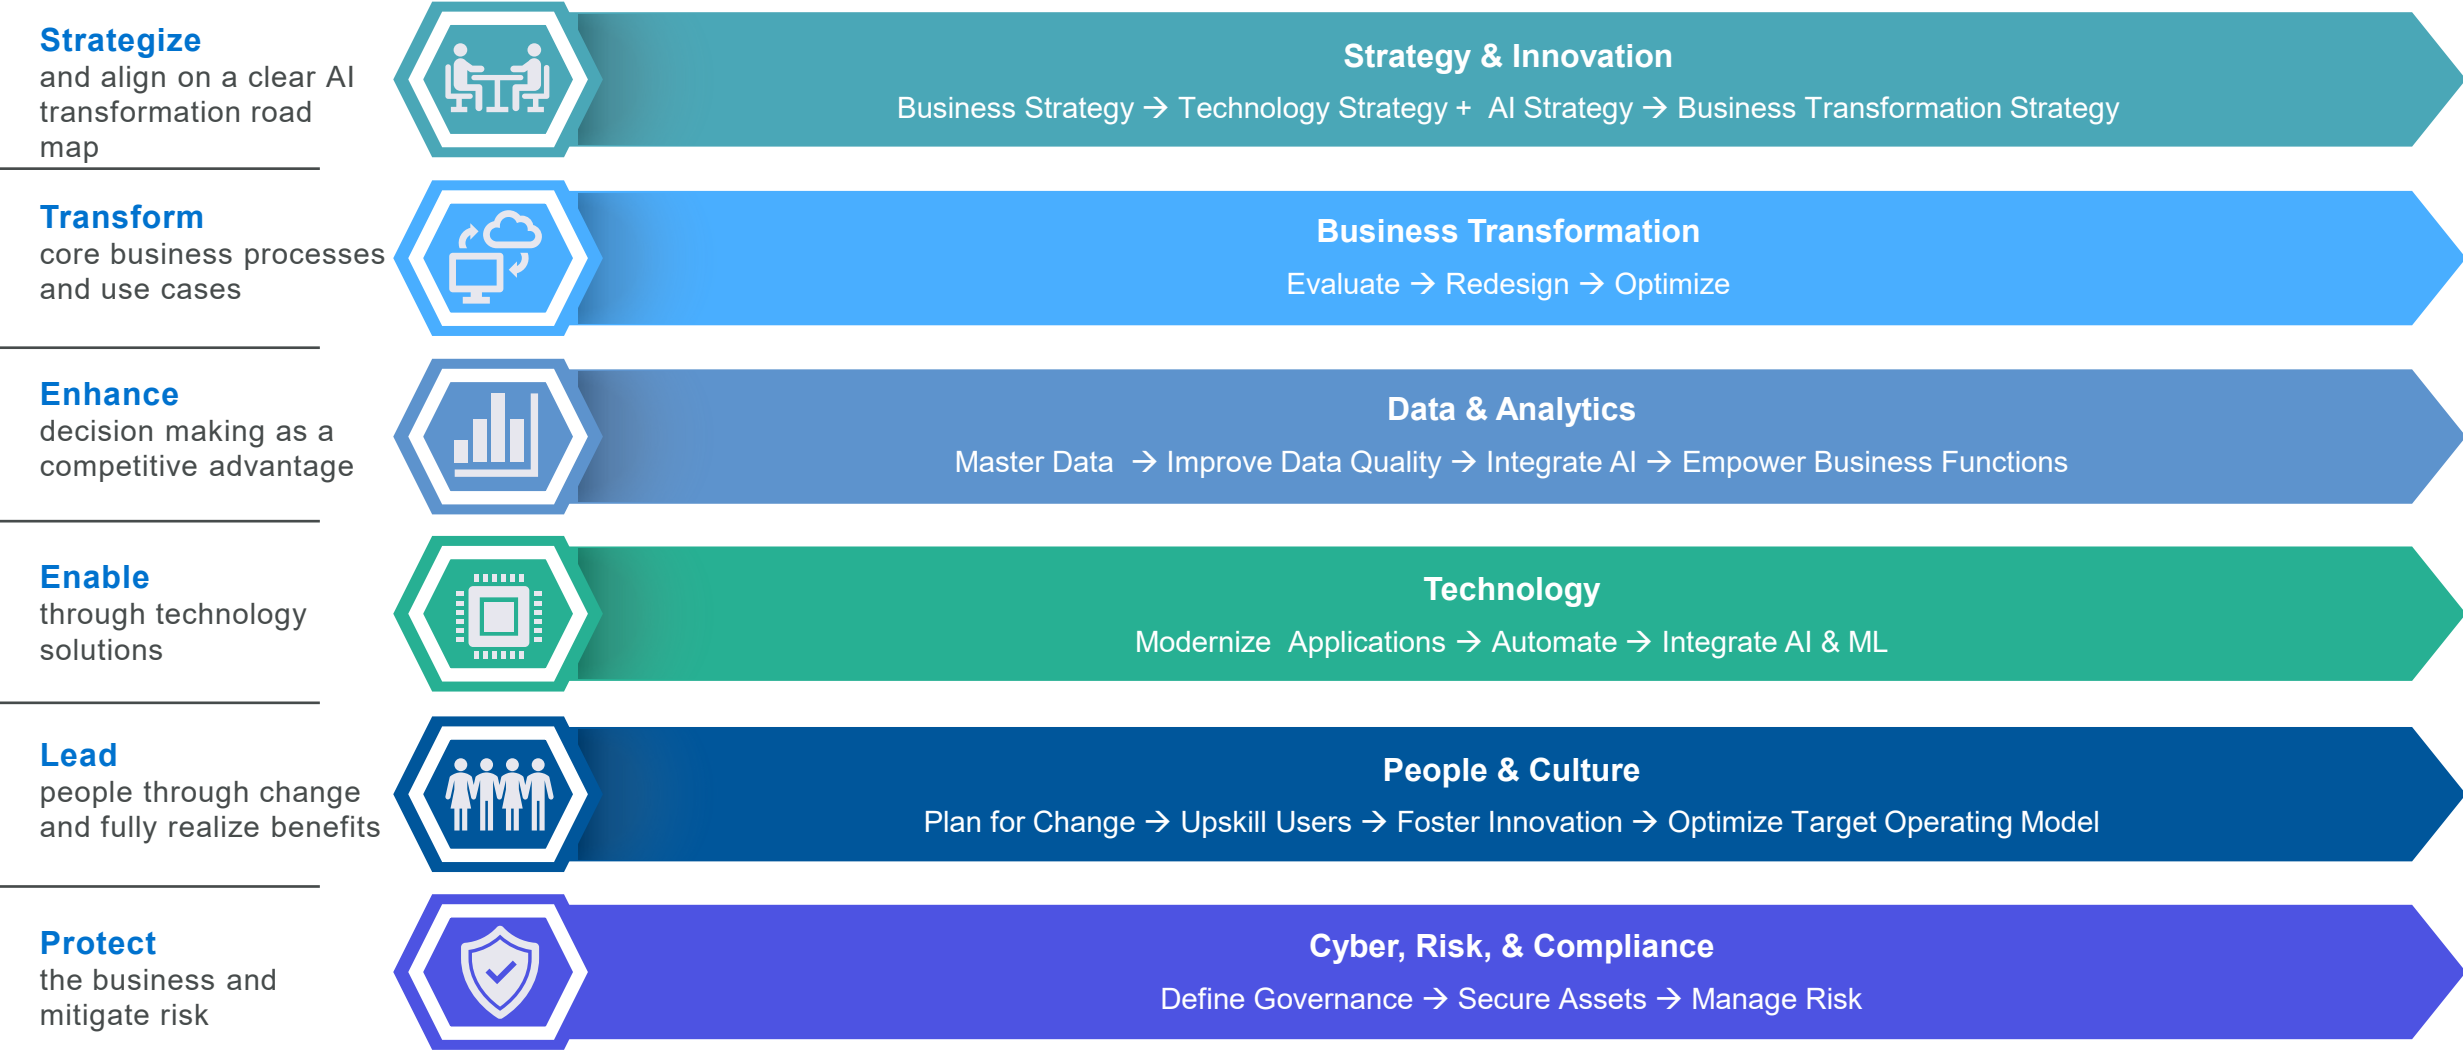 Strategize
and align on a clear AI
transformation road
map
Strategy & Innovation
Business Strategy → Technology Strategy + AI Strategy → Business Transformation Strategy
Transform
core business processes
and use cases
Business Transformation
Evaluate → Redesign → Optimize
Enhance
decision making as a
competitive advantage
Data & Analytics
Master Data → Improve Data Quality → Integrate AI → Empower Business Functions
Enable
through technology
solutions
Technology
Modernize Applications → Automate → Integrate AI & ML
Lead
people through change
and fully realize benefits
People & Culture
Plan for Change → Upskill Users → Foster Innovation → Optimize Target Operating Model
Protect
the business and
mitigate risk
Cyber, Risk, & Compliance
Define Governance → Secure Assets → Manage Risk